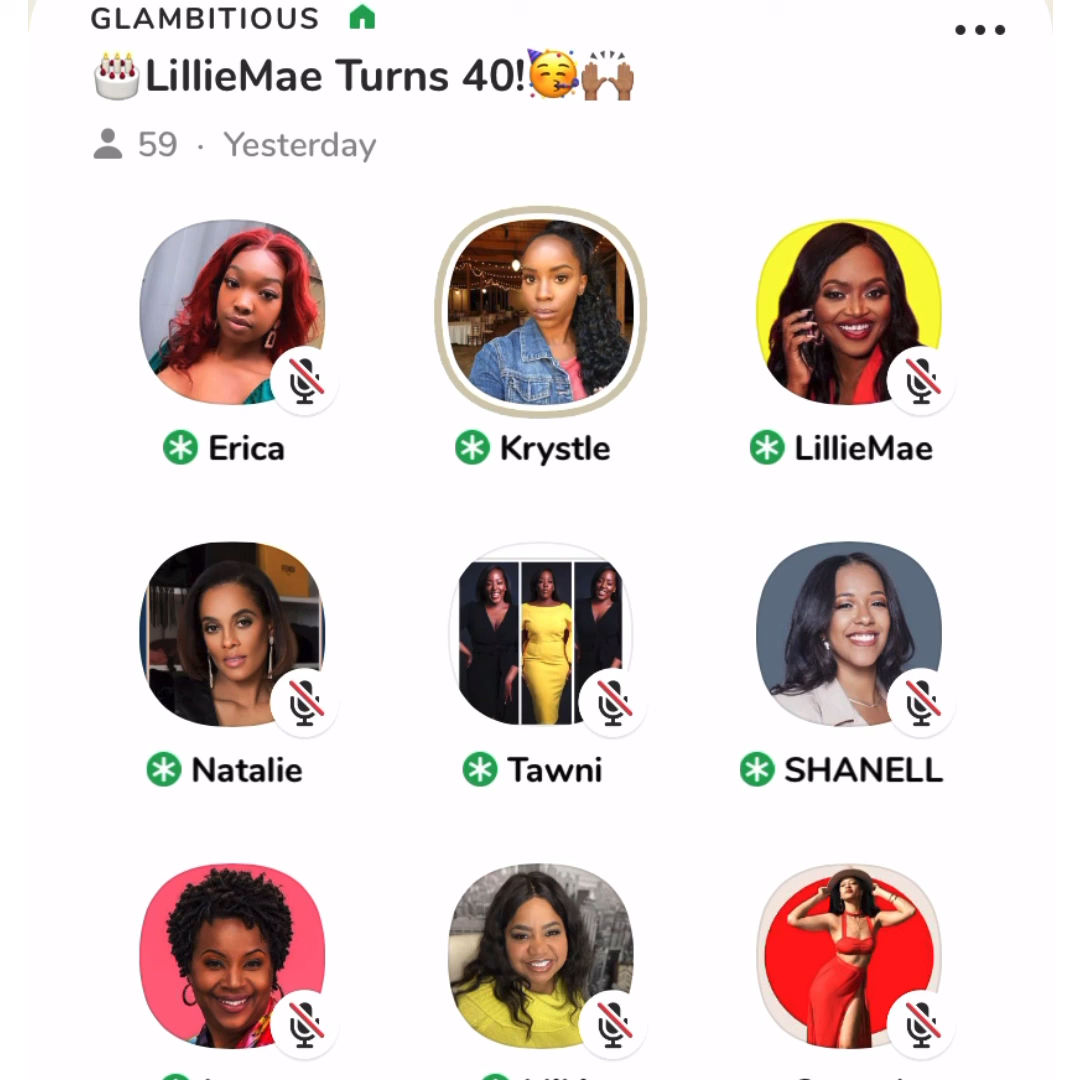 GLAMBITIOUS
🎂LillieMae Turns 40!🥳🙌🏽
59 · Yesterday
Erica Krystle LillieMae
Natalie Tawni SHANELL